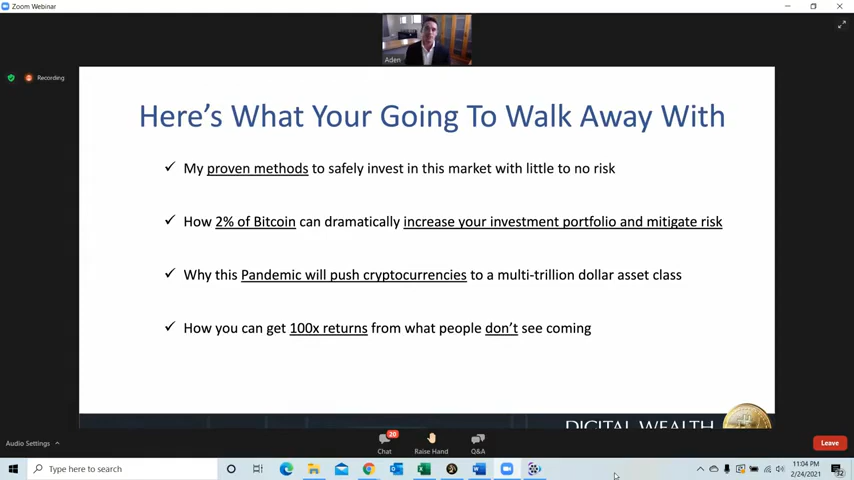 Zoom Webinar
Aden
Recording
Here's What Your Going To Walk Away With
✓ My proven methods to safely invest in this market with little to no risk
✓ How 2% of Bitcoin can dramatically increase your investment portfolio and mitigate risk
✓ Why this Pandemic will push cryptocurrencies to a multi-trillion dollar asset class
✓ How you can get 100x returns from what people don't see coming
DIGITAL WEALTH
Audio Settings
20
Chat
Raise Hand
Q&A
Leave
Type here to search
11:04 PM
2/24/2021
32